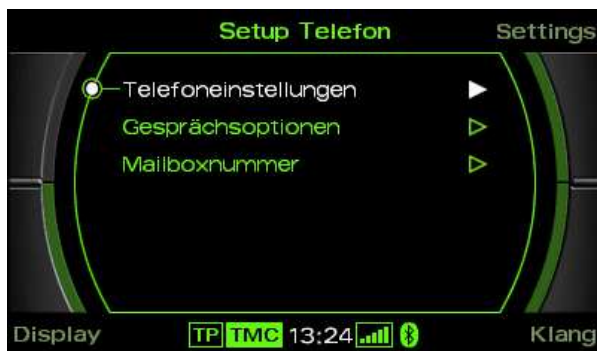 Setup Telefon Settings
Telefoneinstellungen
Gesprächsoptionen
Mailboxnummer
Display TP TMC 13:24 Klang